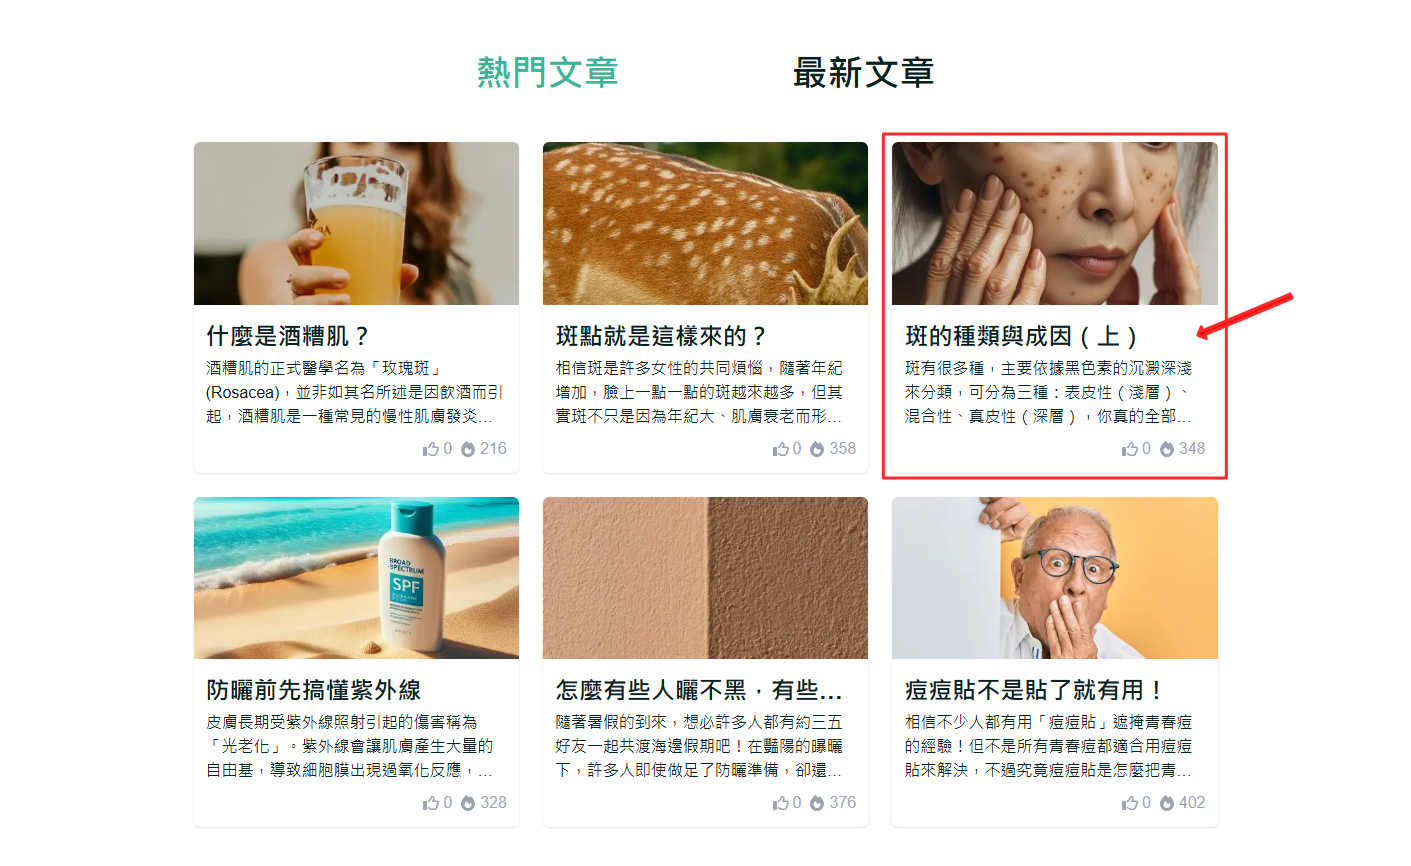 熱門文章
最新文章
什麼是酒糟肌？
酒糟肌的正式醫學名為「玫瑰斑」
(Rosacea)，並非如其名所述是因飲酒而引
起，酒糟肌是一種常見的慢性肌膚發炎...
0 216
斑點就是這樣來的？
相信斑是許多女性的共同煩惱，隨著年紀
增加，臉上一點一點的斑越來越多，但其
實斑不只是因為年紀大、肌膚衰老而形...
0 358
斑的種類與成因（上）
斑有很多種，主要依據黑色素的沉澱深淺
來分類，可分為三種：表皮性（淺層）、
混合性、真皮性（深層），你真的全部...
0 348
BROAD
SPECTRUM
SPF
防曬前先搞懂紫外線
皮膚長期受紫外線照射引起的傷害稱為
「光老化」。紫外線會讓肌膚產生大量的
自由基，導致細胞膜出現過氧化反應，...
0 328
怎麼有些人曬不黑，有些...
隨著暑假的到來，想必許多人都有約三五
好友一起共渡海邊假期吧！在豔陽的曝曬
下，許多人即使做足了防曬準備，卻還...
0 376
痘痘貼不是貼了就有用！
相信不少人都有用「痘痘貼」遮掩青春痘
的經驗！但不是所有青春痘都適合用痘痘
貼來解決，不過究竟痘痘貼是怎麼把青...
0 402